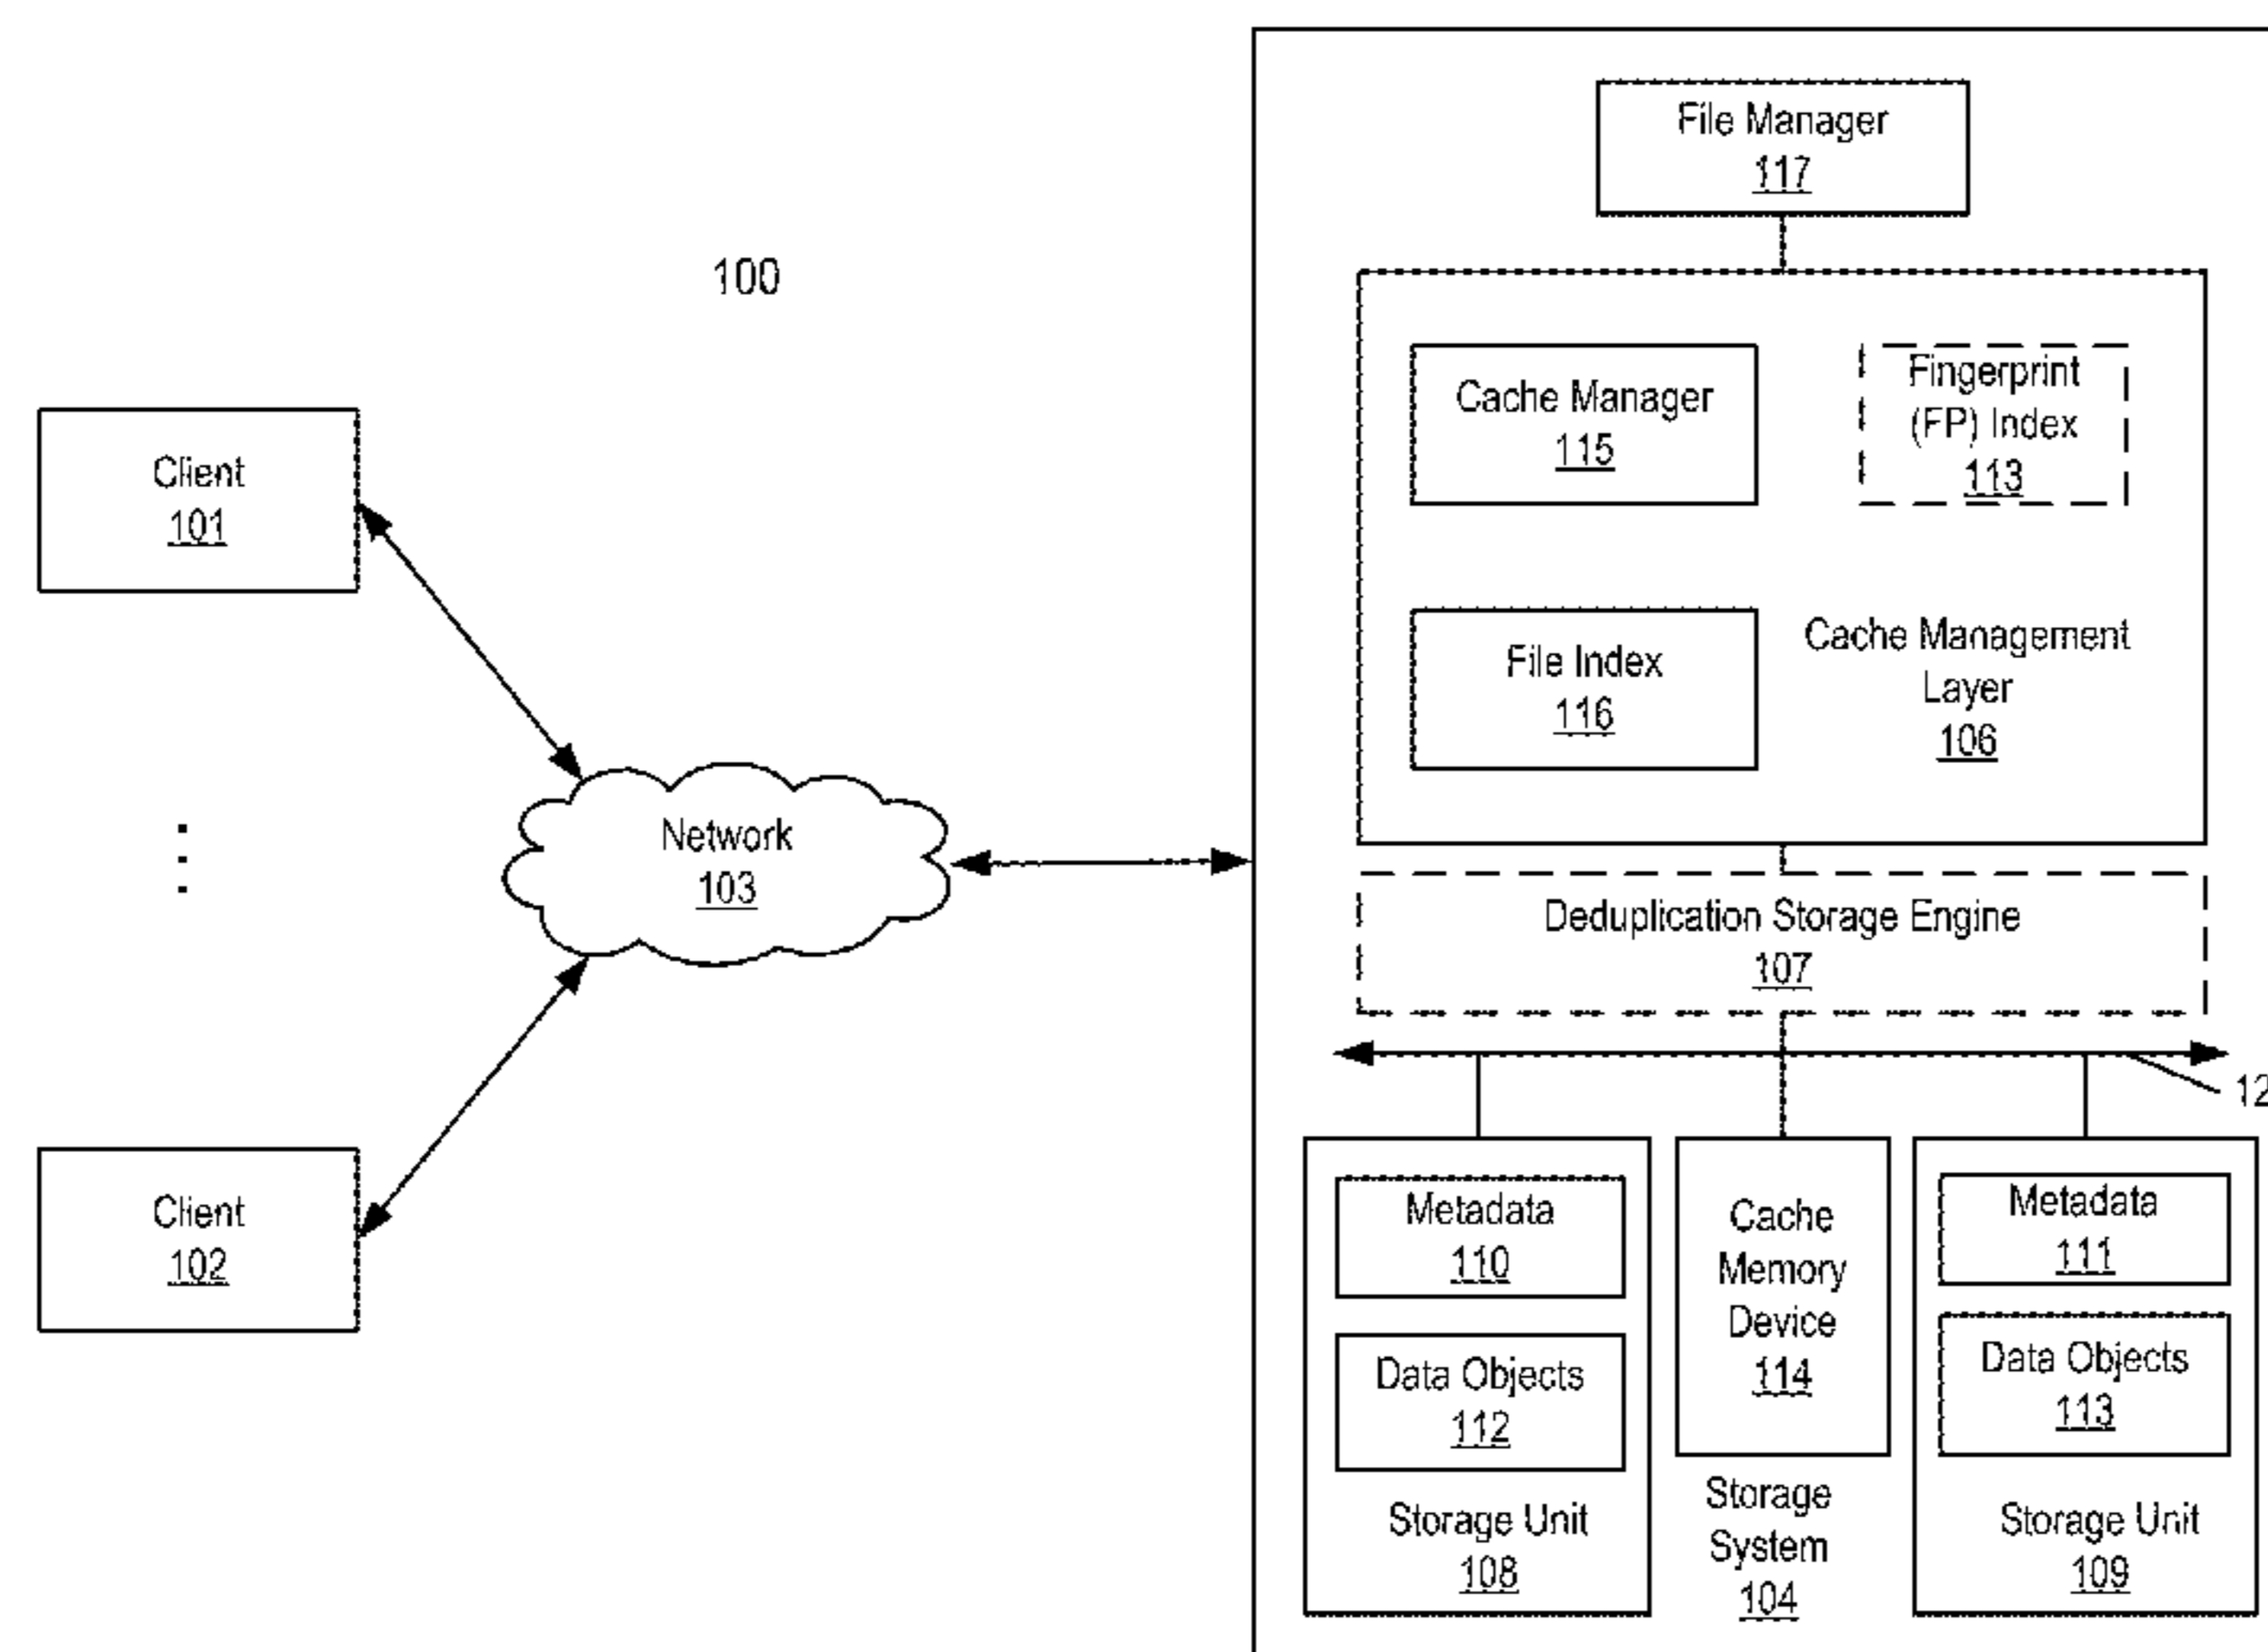 100
Client
101
Client
102
Network
103
File Manager
117
Cache Manager
115
Fingerprint
(FP) Index
113
File Index
116
Cache Management
Layer
106
Deduplication Storage Engine
107
12
Metadata
110
Data Objects
112
Storage Unit
108
Cache
Memory
Device
114
Storage
System
104
Metadata
111
Data Objects
113
Storage Unit
109